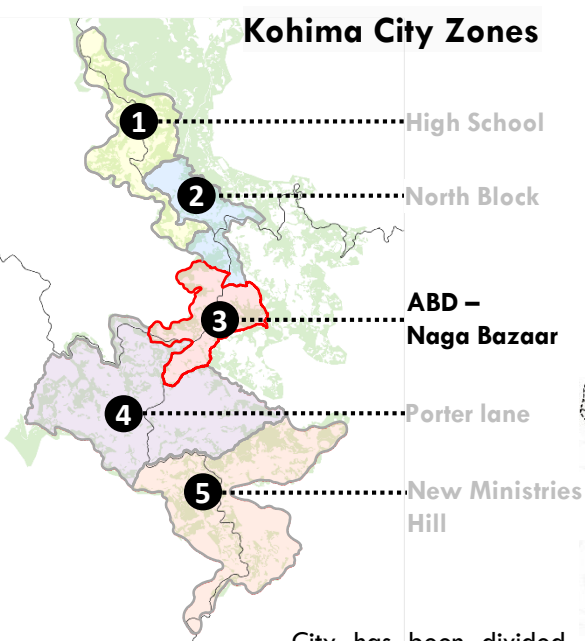 Kohima City Zones
1
High School
2
North Block
3
ABD –
Naga Bazaar
4
Porter lane
5
New Ministries
Hill
City has been divided